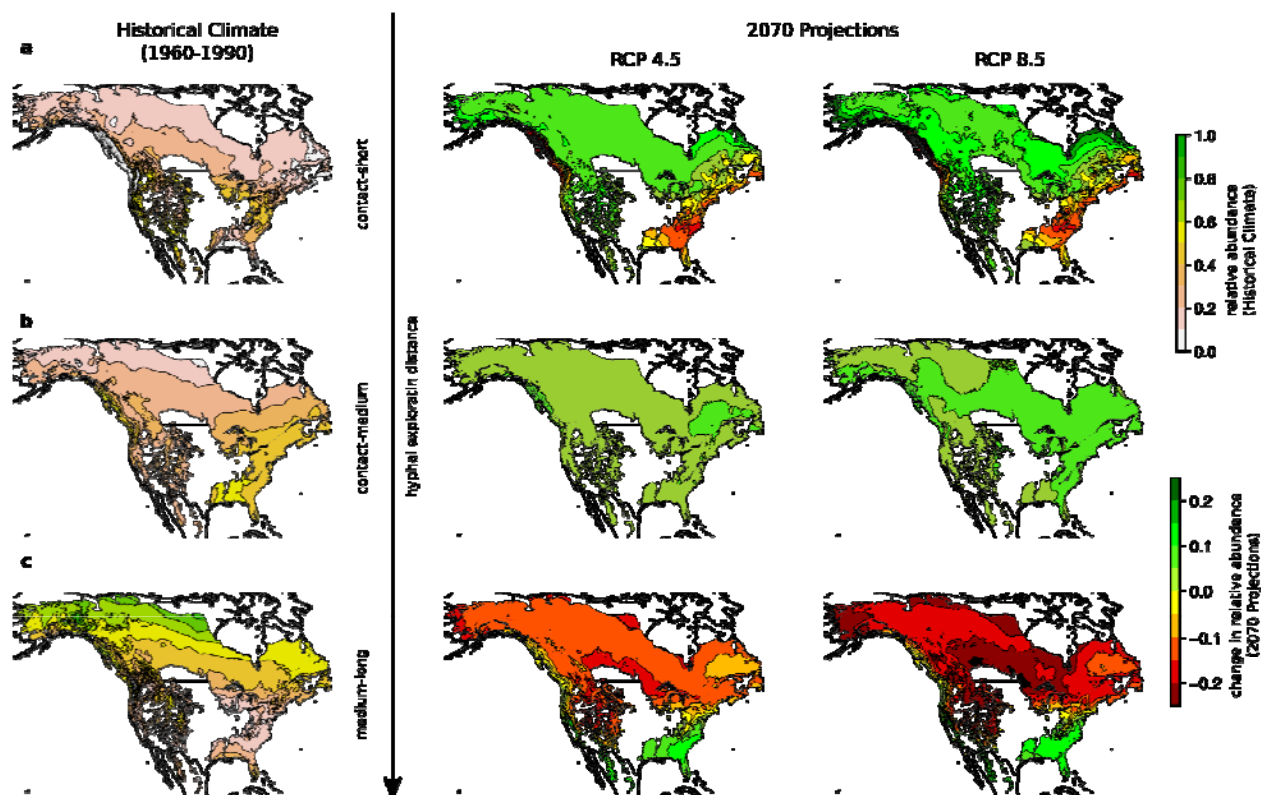 Historical Climate
(1960-1990)
2070 Projections
RCP 4.5
RCP 8.5
a
contact-short
1.0
0.8
0.6
0.4
0.2
0.0
relative abundance
(Historical Climate)
b
contact-medium
hyphal exploratin distance
c
medium-long
0.2
0.1
0.0
-0.1
-0.2
change in relative abundance
(2070 Projections)